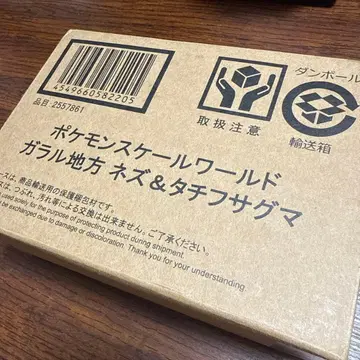 4549660582205
品番:2557861
取扱注意
ダンボール
輸送箱
ポケモンスケールワールド
ガラル地方 ネズ&タチフサグマ
ースは、商品輸送用の保護梱包材です。
スは、つぶれ、汚れ等による交換は出来ません。ご了承ください。
used solely for the purpose of protecting product during shipment.
be exchanged due to damage or discoloration. Thank you for your understanding.